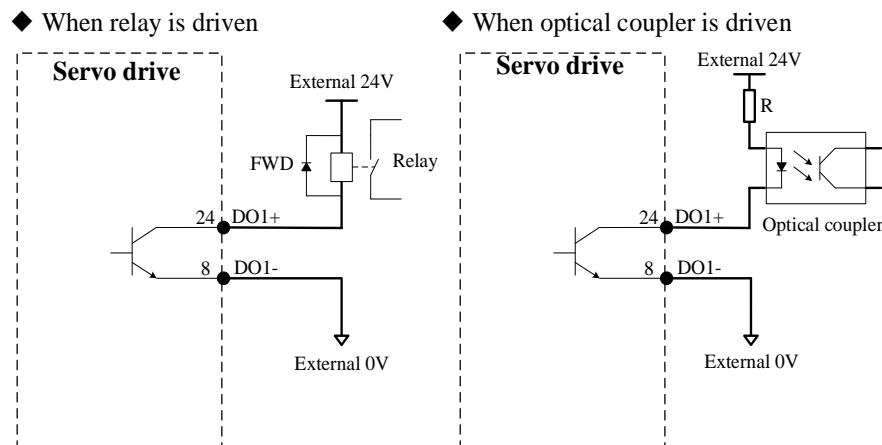 ◆ When relay is driven
Servo drive
External 24V
FWD
Relay
24 DO1+
8 DO1-
External 0V
◆ When optical coupler is driven
Servo drive
External 24V
R
Optical coupler
24 DO1+
8 DO1-
External 0V